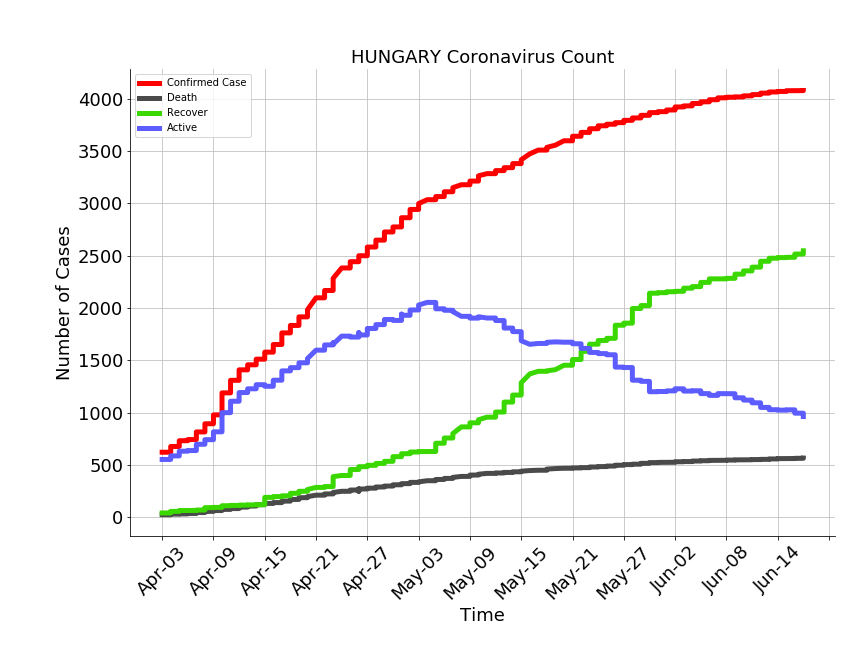 HUNGARY Coronavirus Count
Confirmed Case
Death
Recover
Active
Number of Cases
4000
3500
3000
2500
2000
1500
1000
500
0
Apr-03
Apr-09
Apr-15
Apr-21
Apr-27
May-03
May-09
May-15
May-21
May-27
Jun-02
Jun-08
Jun-14
Time